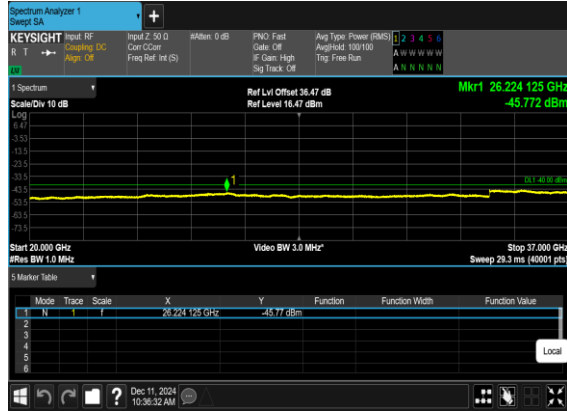 Spectrum Analyzer 1
Swept SA
+
KEYSIGHT Input: RF
R T Coupling: DC
Align: Off
Input Z: 50 Ω
Corr CCorr
Freq Ref: Int (S)
#Atten: 0 dB
PNO: Fast
Gate: Off
IF Gain: High
Sig Track: Off
Avg Type: Power (RMS)
Avg|Hold: 100/100
Trig: Free Run
1 2 3 4 5 6
A W W W W W
A N N N N N
LV
1 Spectrum
Scale/Div 10 dB
Ref Lvl Offset 36.47 dB
Ref Level 16.47 dBm
Mkr1 26.224 125 GHz
-45.772 dBm
Log
6.47
-3.53
-13.5
-23.5
-33.5
-43.5
-53.5
-63.5
-73.5
1
DL1 -40.00 dBm
Start 20.000 GHz
#Res BW 1.0 MHz
Video BW 3.0 MHz*
Stop 37.000 GHz
Sweep 29.3 ms (40001 pts)
5 Marker Table
Mode Trace Scale X Y Function Function Width Function Value
1 N 1 f 26.224 125 GHz -45.77 dBm
2
3
4
5
6
Local
?
Dec 11, 2024
10:36:32 AM